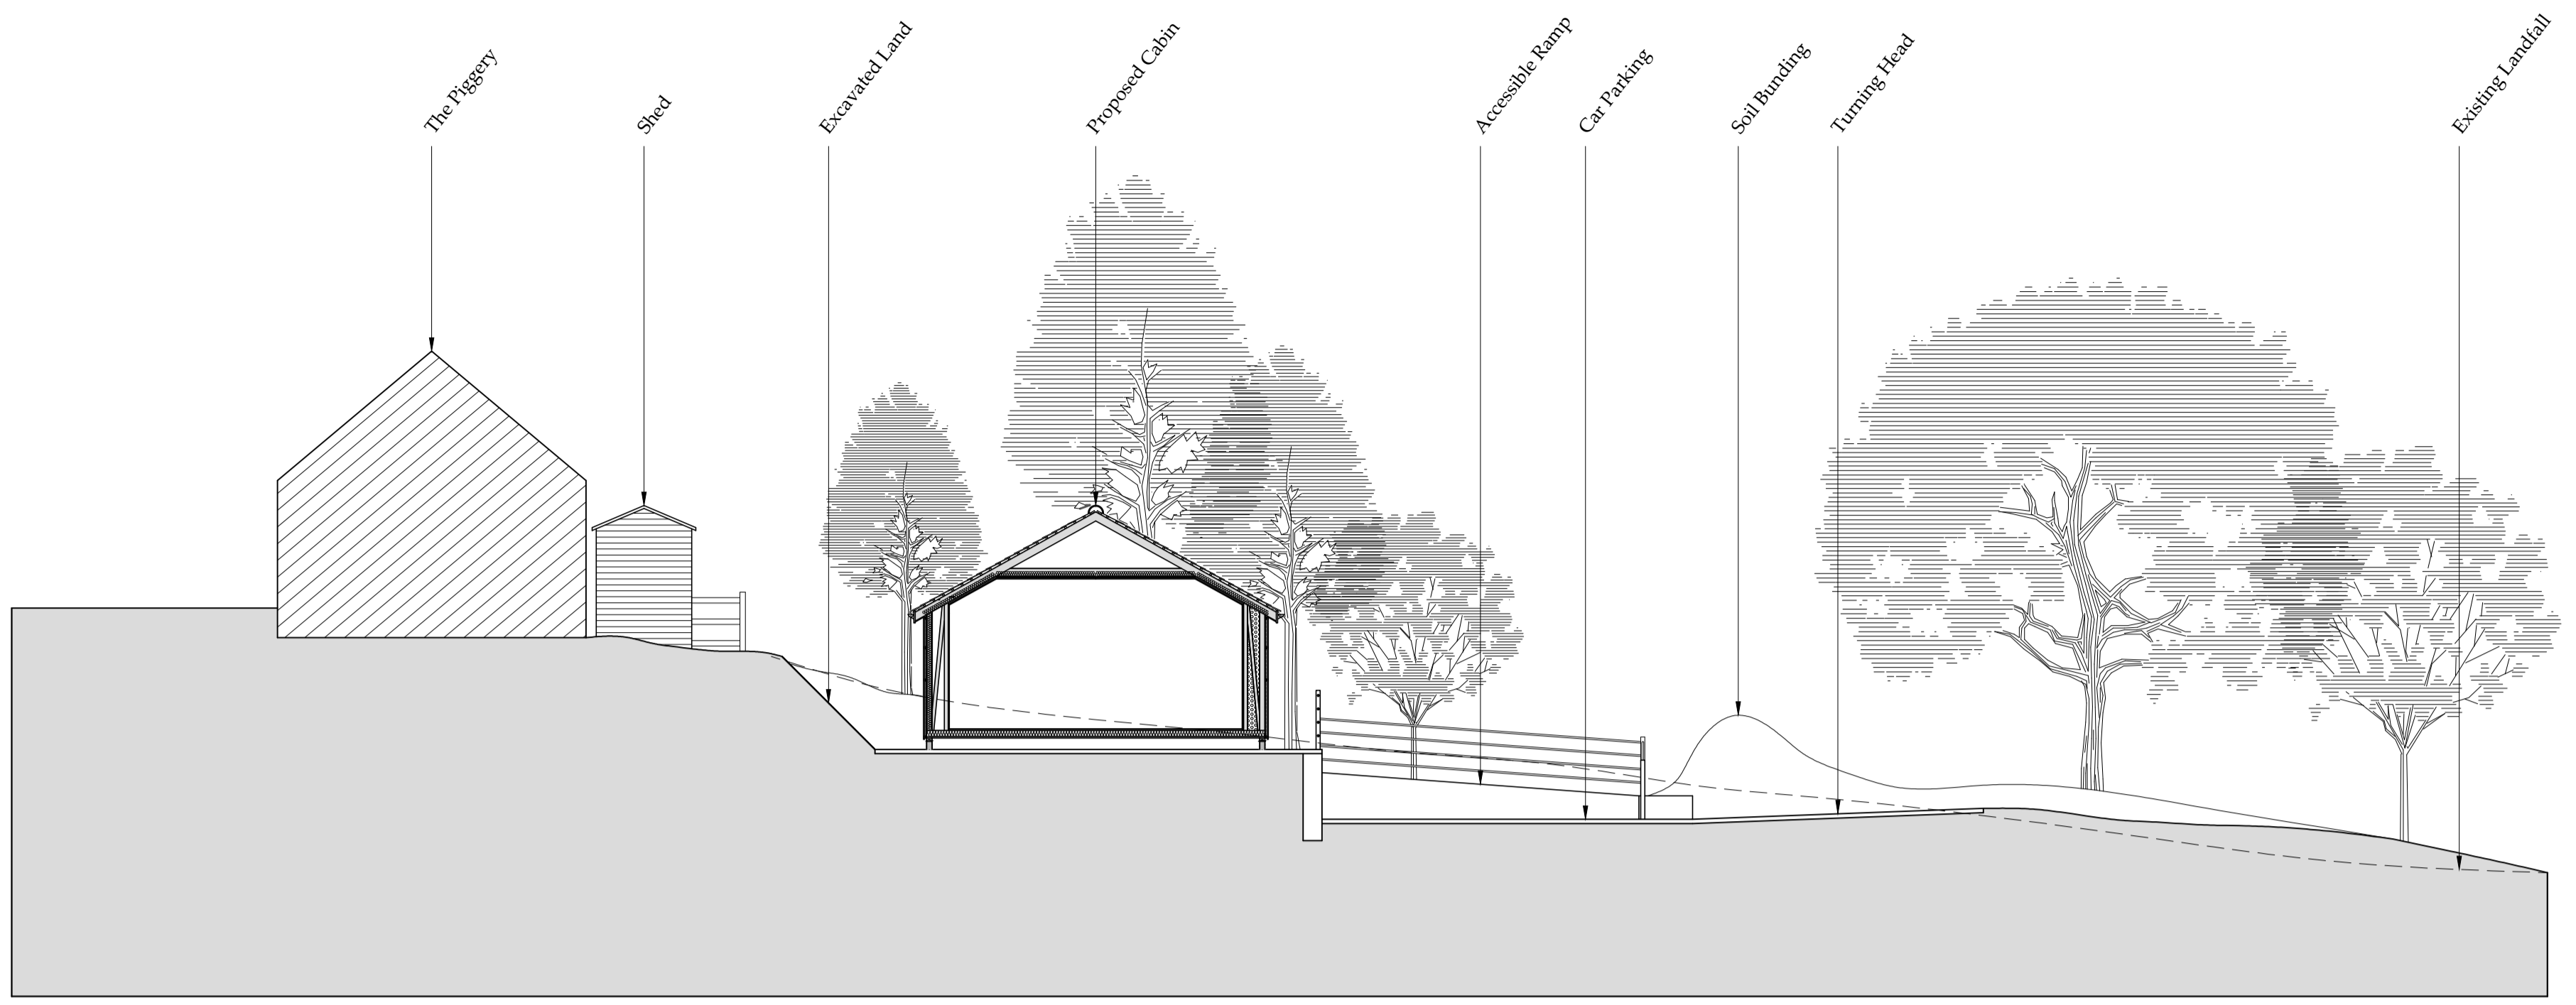 The Piggery
Shed
Excavated Land
Proposed Cabin
Accessible Ramp
Car Parking
Soil Bunding
Turning Head
Existing Landfall